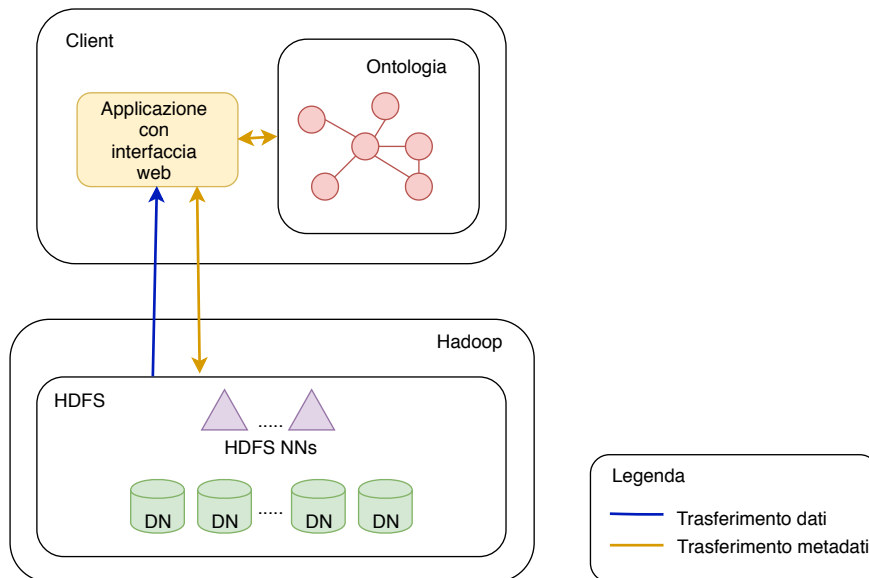 Client
Ontologia
Applicazione
con
interfaccia
web
Hadoop
HDFS
.....
HDFS NNs
DN
DN
.....
DN
DN
Legenda
Trasferimento dati
Trasferimento metadati